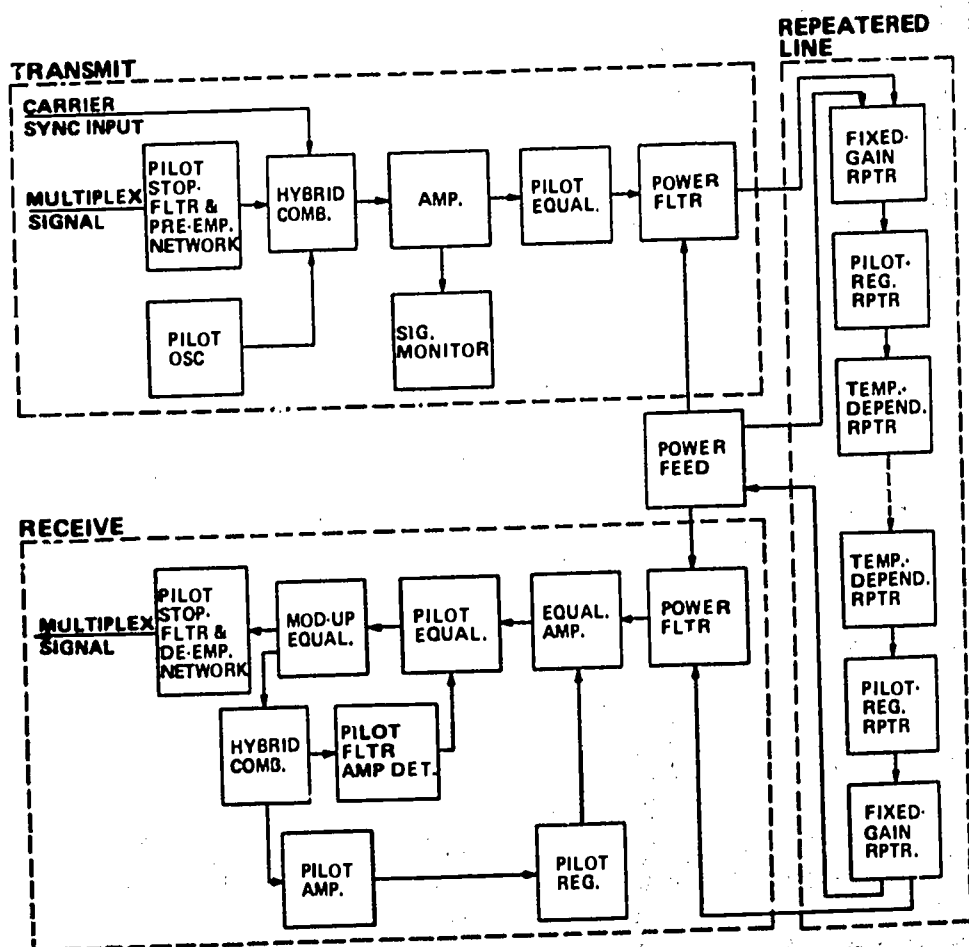 REPEATERED
LINE
TRANSMIT
CARRIER
SYNC INPUT
MULTIPLEX
SIGNAL
PILOT
STOP-
FLTR &
PRE-EMP.
NETWORK
HYBRID
COMB.
AMP.
PILOT
EQUAL.
POWER
FLTR
PILOT
OSC
SIG.
MONITOR
FIXED-
GAIN
RPTR
PILOT-
REG.
RPTR
TEMP.-
DEPEND.
RPTR
POWER
FEED
TEMP.-
DEPEND.
RPTR
PILOT-
REG.
RPTR
FIXED-
GAIN
RPTR.
RECEIVE
MULTIPLEX
SIGNAL
PILOT
STOP-
FLTR &
DE-EMP.
NETWORK
MOD-UP
EQUAL.
PILOT
EQUAL.
EQUAL.
AMP.
POWER
FLTR
HYBRID
COMB.
PILOT
FLTR
AMP DET.
PILOT
AMP.
PILOT
REG.